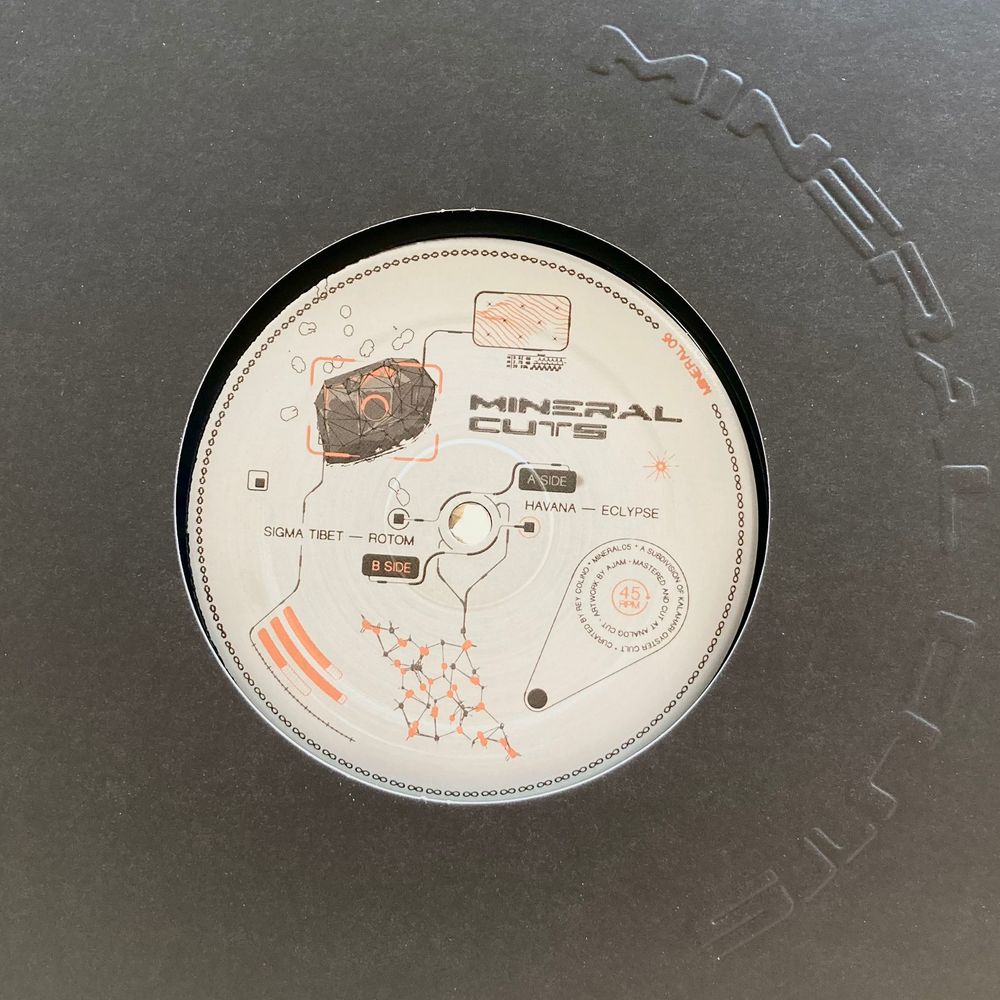 MINERAL CUTS
MINERAL05
MINERAL
CUTS
A SIDE
HAVANA — ECLYPSE
SIGMA TIBET — ROTOM
B SIDE
MINERAL05 * A SUBDIVISION OF KALAHARI OYSTER CULT * CURATED BY REY COLINO *
ARTWORK BY AJAM - MASTERED AND CUT AT ANALOG CUT -
45
RPM